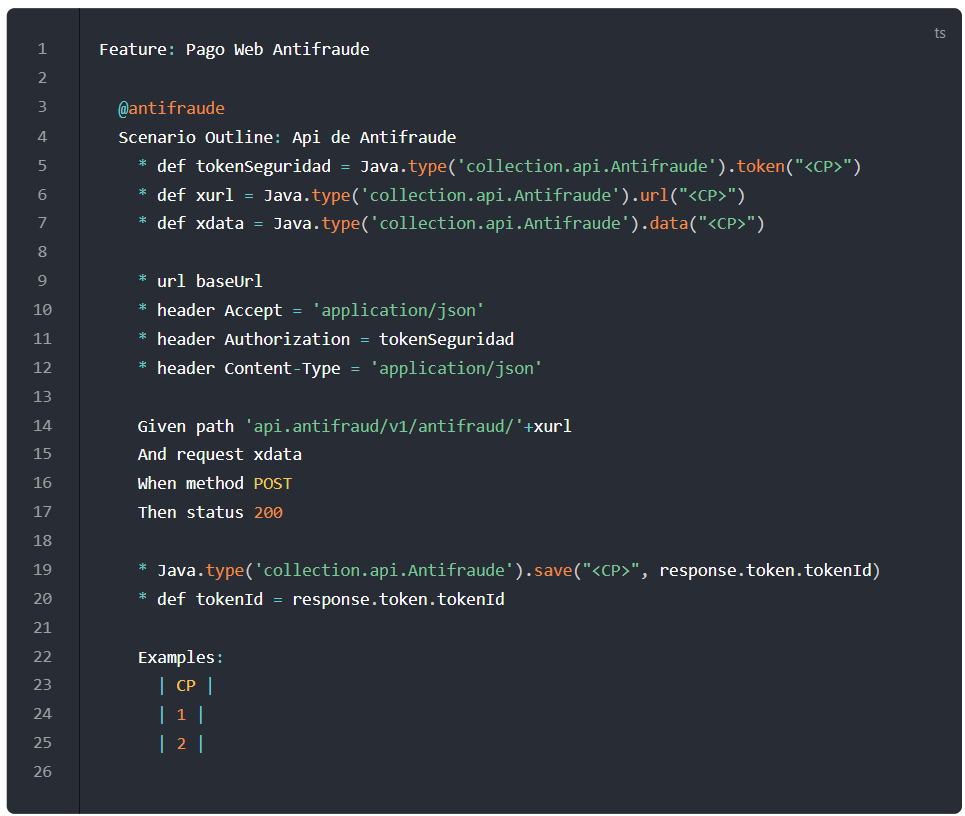 ts
1 Feature: Pago Web Antifraude
2
3 @antifraude
4 Scenario Outline: Api de Antifraude
5 * def tokenSeguridad = Java.type('collection.api.Antifraude').token("<CP>")
6 * def xurl = Java.type('collection.api.Antifraude').url("<CP>")
7 * def xdata = Java.type('collection.api.Antifraude').data("<CP>")
8
9 * url baseUrl
10 * header Accept = 'application/json'
11 * header Authorization = tokenSeguridad
12 * header Content-Type = 'application/json'
13
14 Given path 'api.antifraud/v1/antifraud/'+xurl
15 And request xdata
16 When method POST
17 Then status 200
18
19 * Java.type('collection.api.Antifraude').save("<CP>", response.token.tokenId)
20 * def tokenId = response.token.tokenId
21
22 Examples:
23 | CP |
24 | 1 |
25 | 2 |
26